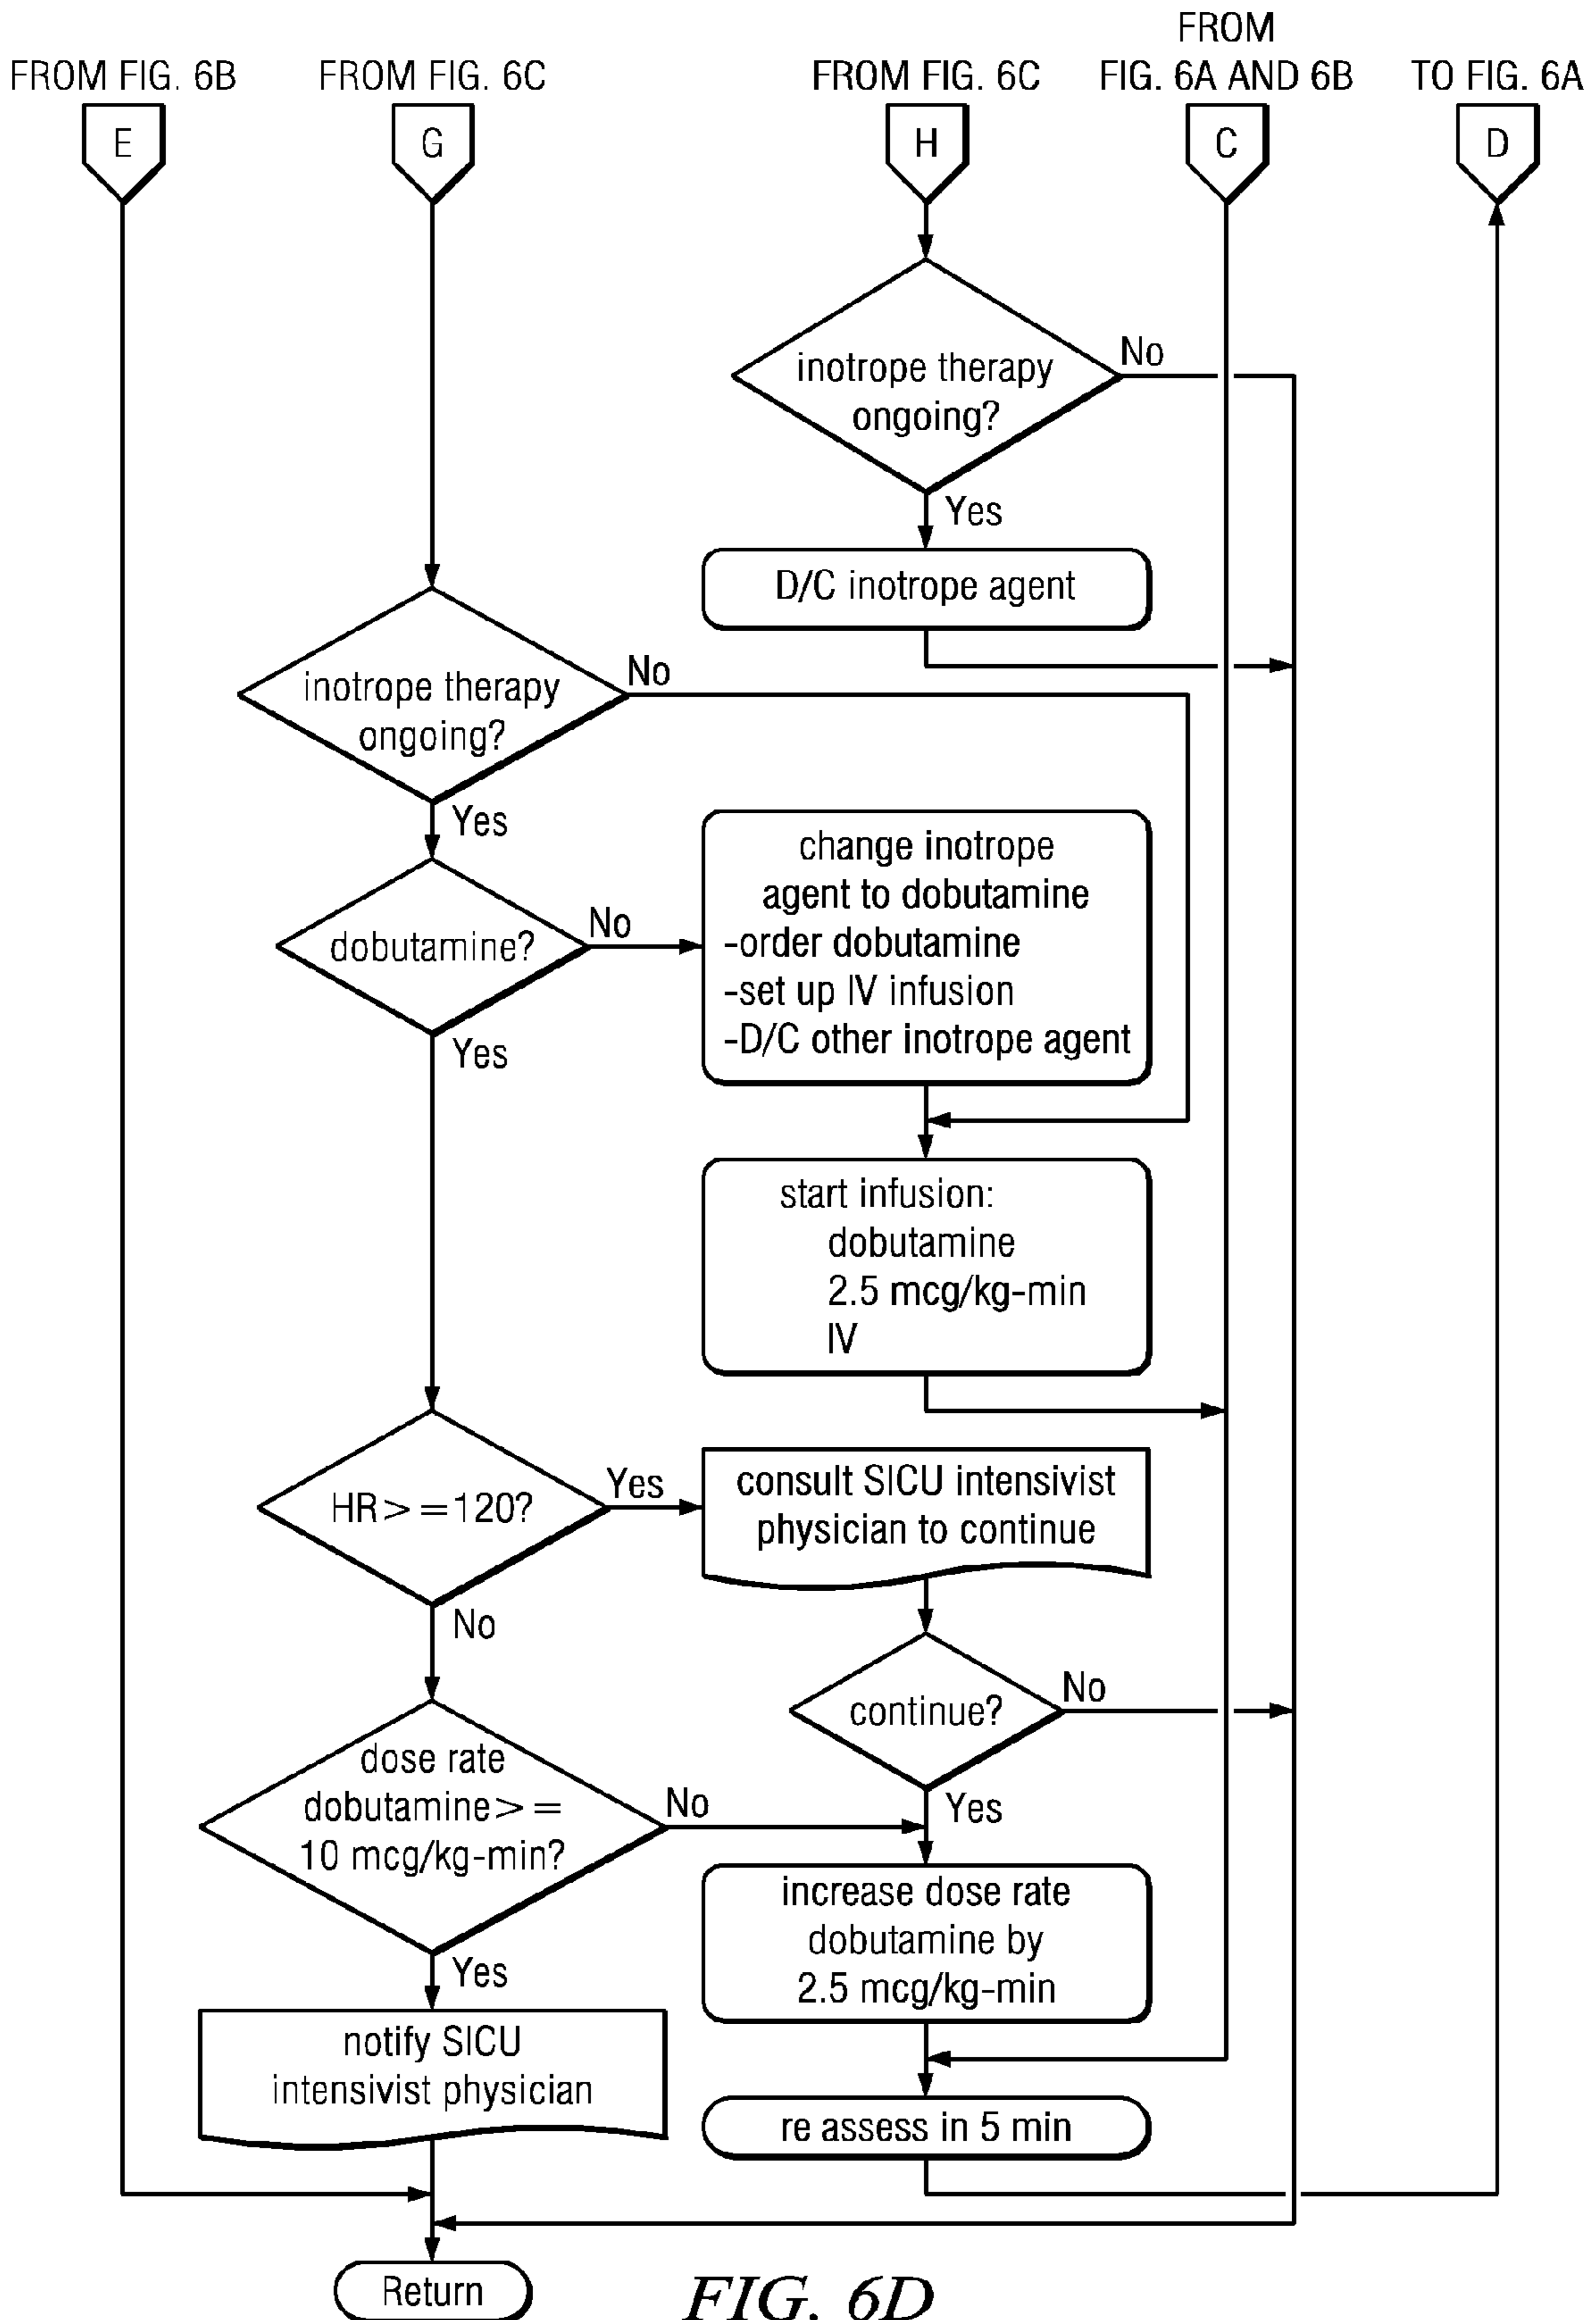 FROM FIG. 6B
FROM FIG. 6C
FROM FIG. 6C
FROM
FIG. 6A AND 6B
TO FIG. 6A
E
G
H
C
D
inotrope therapy
ongoing?
No
Yes
D/C inotrope agent
inotrope therapy
ongoing?
No
Yes
dobutamine?
No
Yes
change inotrope
agent to dobutamine
-order dobutamine
-set up IV infusion
-D/C other inotrope agent
start infusion:
dobutamine
2.5 mcg/kg-min
IV
HR>=120?
Yes
No
consult SICU intensivist
physician to continue
continue?
No
Yes
dose rate
dobutamine>=
10 mcg/kg-min?
No
Yes
increase dose rate
dobutamine by
2.5 mcg/kg-min
notify SICU
intensivist physician
re assess in 5 min
Return
FIG. 6D